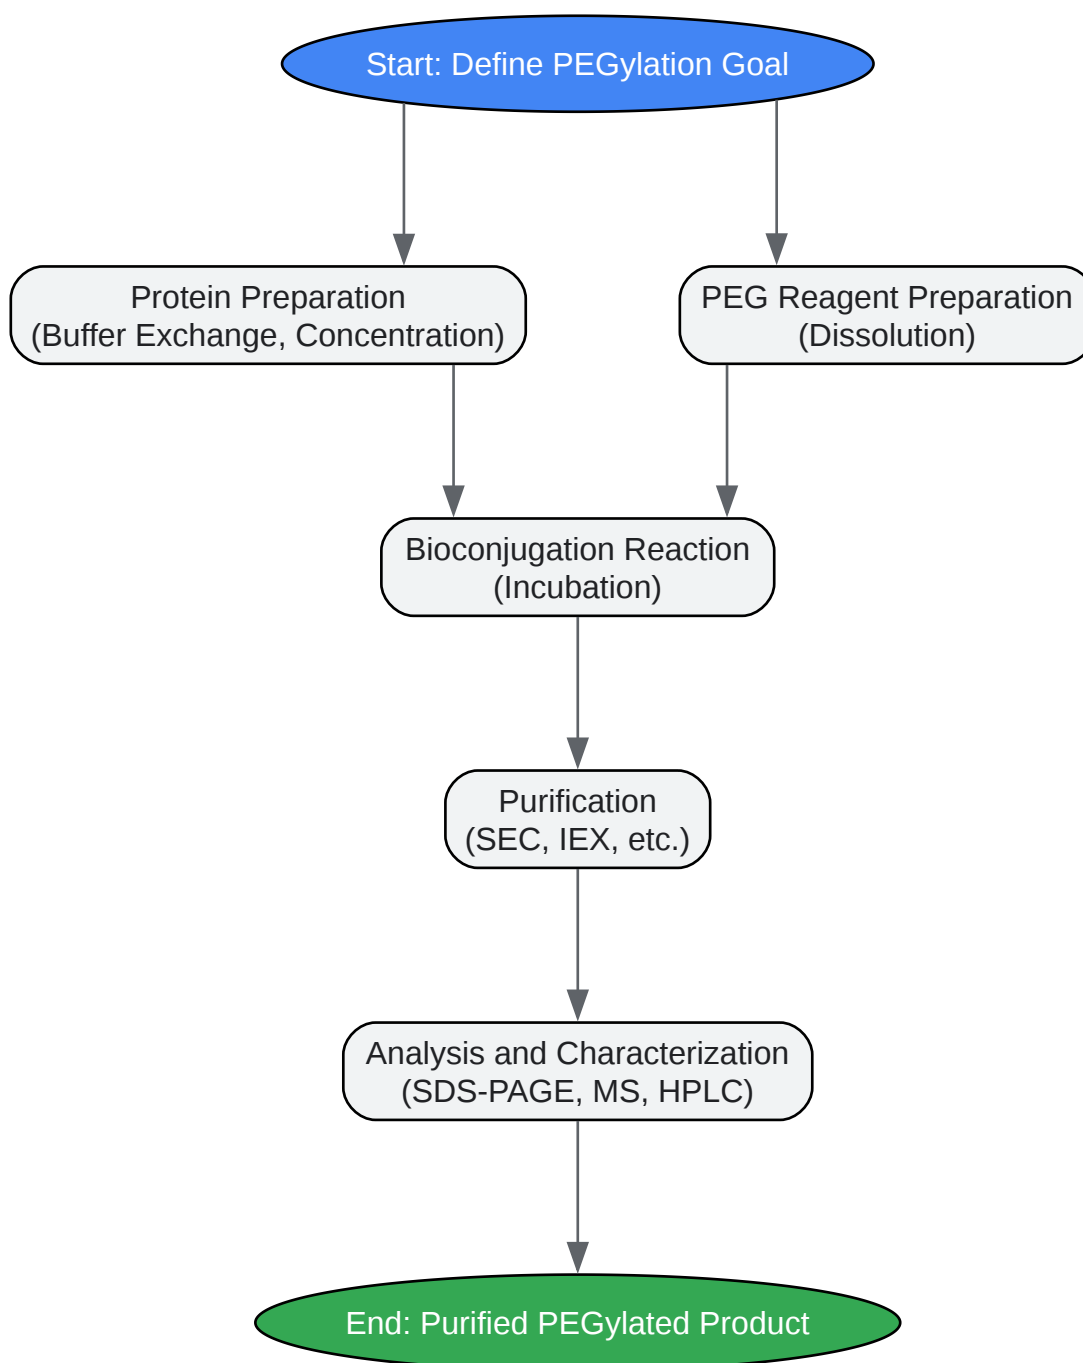 Start: Define PEGylation Goal
Protein Preparation
(Buffer Exchange, Concentration)
PEG Reagent Preparation
(Dissolution)
Bioconjugation Reaction
(Incubation)
Purification
(SEC, IEX, etc.)
Analysis and Characterization
(SDS-PAGE, MS, HPLC)
End: Purified PEGylated Product